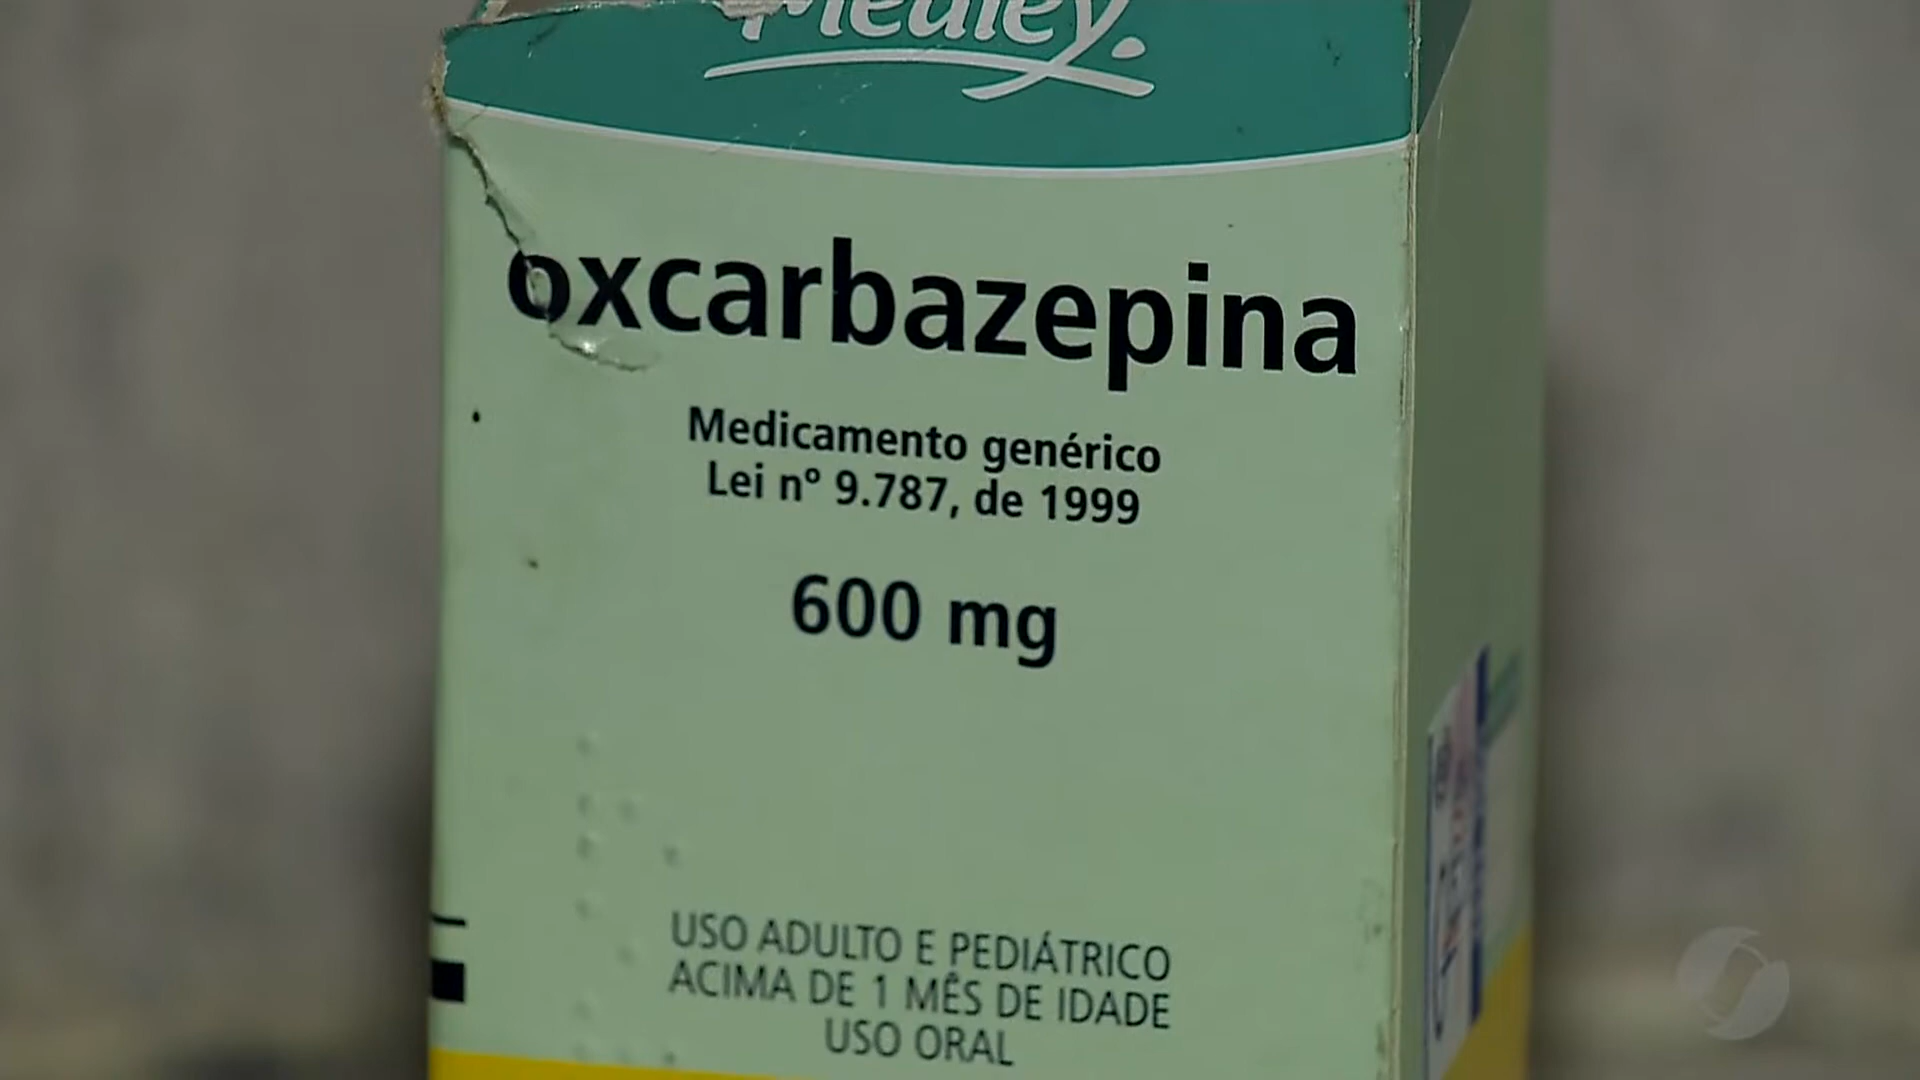 Medley.
oxcarbazepina
Medicamento genérico
Lei nº 9.787, de 1999
600 mg
USO ADULTO E PEDIÁTRICO
ACIMA DE 1 MÊS DE IDADE
USO ORAL